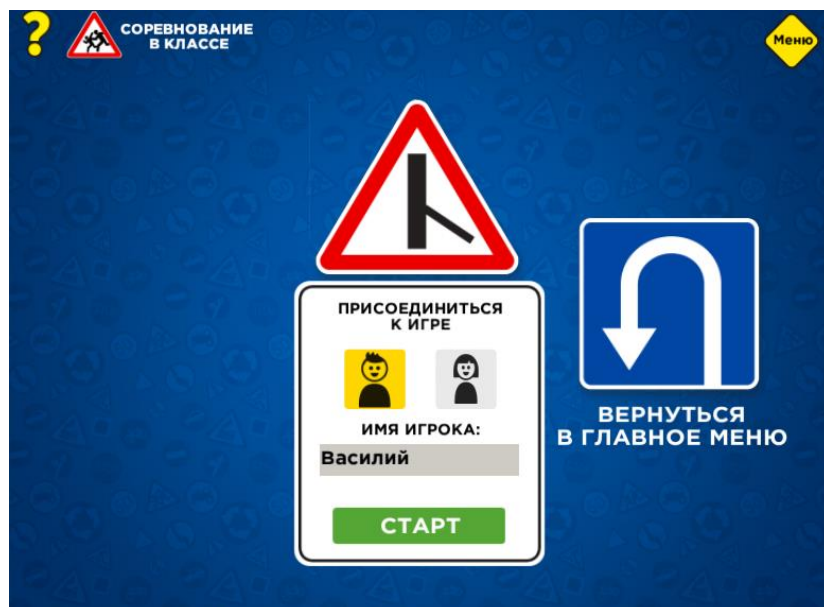 ?
СОРЕВНОВАНИЕ
В КЛАССЕ
Меню
ПРИСОЕДИНИТЬСЯ
К ИГРЕ
ИМЯ ИГРОКА:
Василий
СТАРТ
ВЕРНУТЬСЯ
В ГЛАВНОЕ МЕНЮ